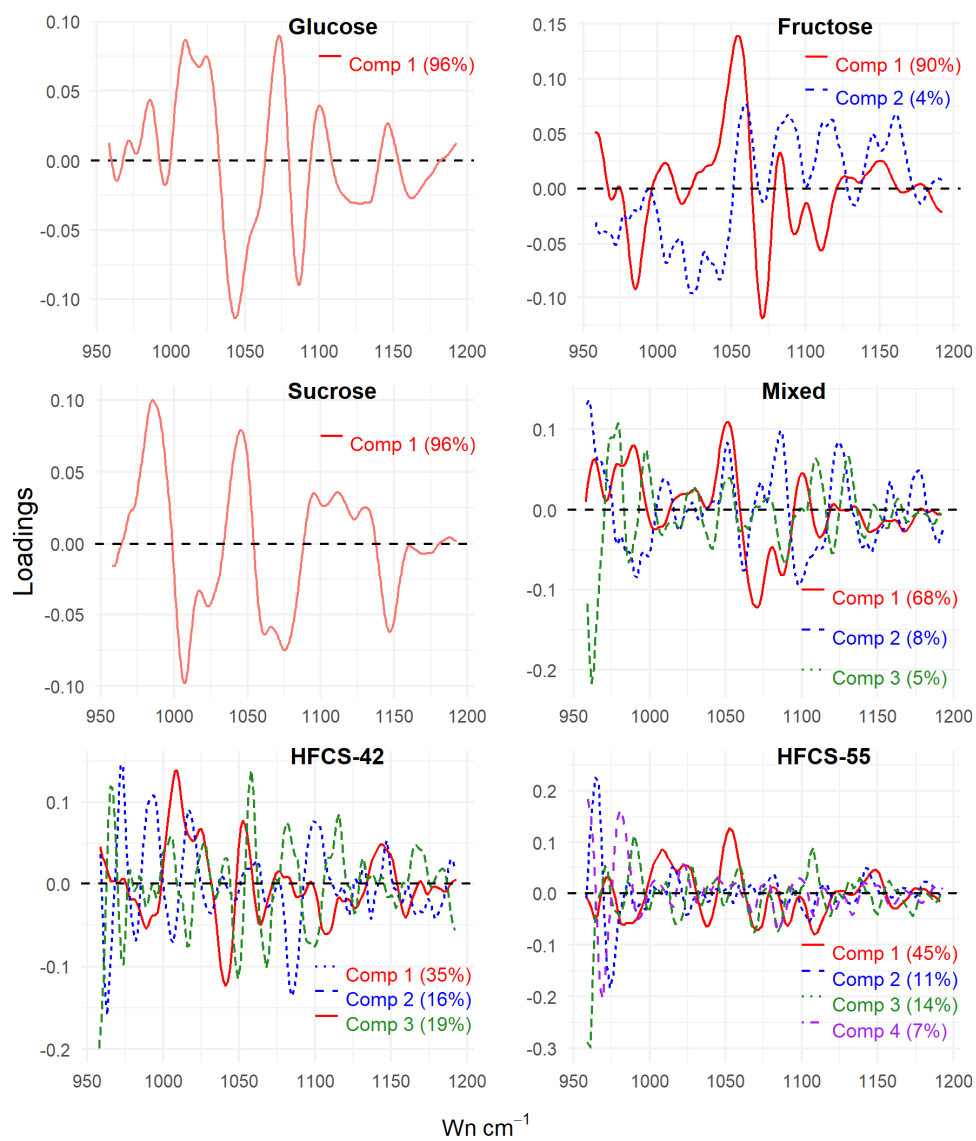 Glucose
Comp 1 (96%)
0.10
0.05
0.00
-0.05
-0.10
950 1000 1050 1100 1150 1200
Fructose
Comp 1 (90%)
Comp 2 (4%)
0.15
0.10
0.05
0.00
-0.05
-0.10
950 1000 1050 1100 1150 1200
Sucrose
Comp 1 (96%)
0.10
0.05
0.00
-0.05
-0.10
950 1000 1050 1100 1150 1200
Mixed
0.1
0.0
-0.1
-0.2
Comp 1 (68%)
Comp 2 (8%)
Comp 3 (5%)
950 1000 1050 1100 1150 1200
Loadings
HFCS-42
0.1
0.0
-0.1
-0.2
Comp 1 (35%)
Comp 2 (16%)
Comp 3 (19%)
950 1000 1050 1100 1150 1200
HFCS-55
0.2
0.1
0.0
-0.1
-0.2
-0.3
Comp 1 (45%)
Comp 2 (11%)
Comp 3 (14%)
Comp 4 (7%)
950 1000 1050 1100 1150 1200
Wn cm⁻¹